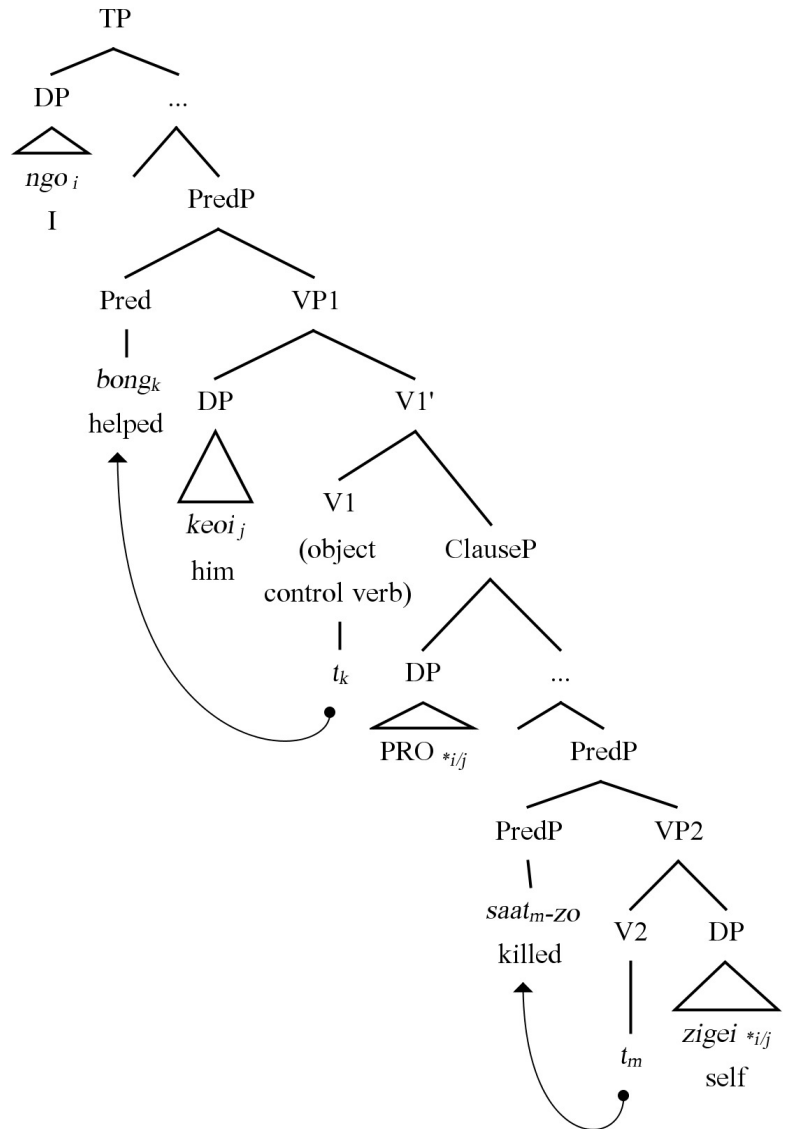 TP
DP ...
ngo i
I
PredP
Pred VP1
bongk
helped
DP V1'
keoi j
him
V1
(object
control verb)
ClauseP
tk
DP ...
PRO *i/j
PredP
PredP VP2
saatm-zo
killed
V2 DP
zigei *i/j
self
tm